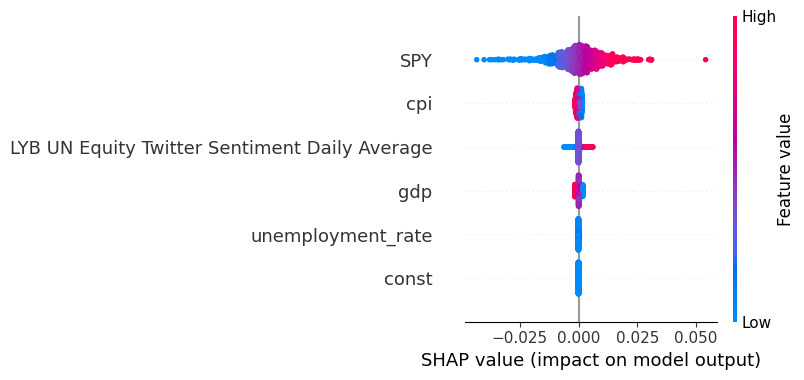 High
SPY
cpi
LYB UN Equity Twitter Sentiment Daily Average
gdp
unemployment_rate
const
Feature value
Low
−0.025 0.000 0.025 0.050
SHAP value (impact on model output)